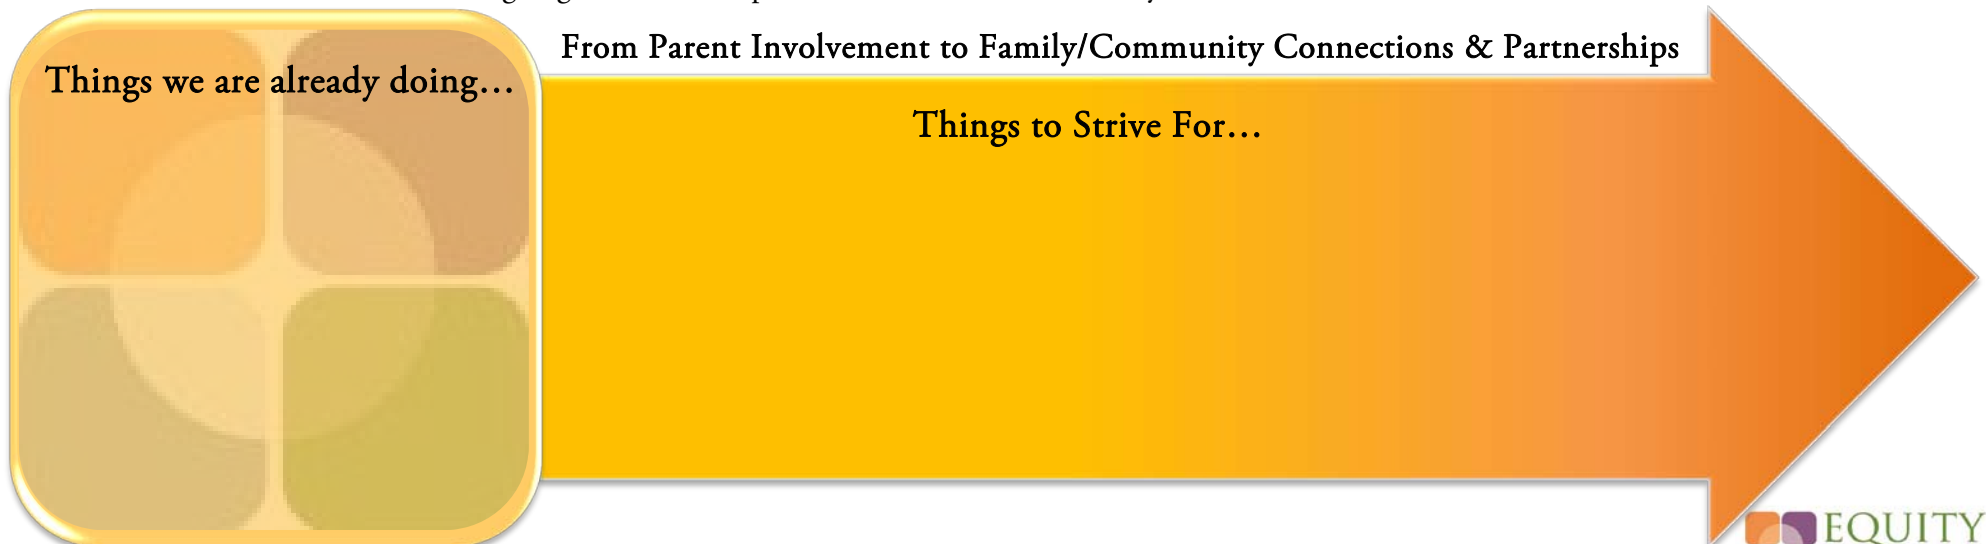 From Parent Involvement to Family/Community Connections & Partnerships
Things we are already doing...
Things to Strive For...
EQUITY